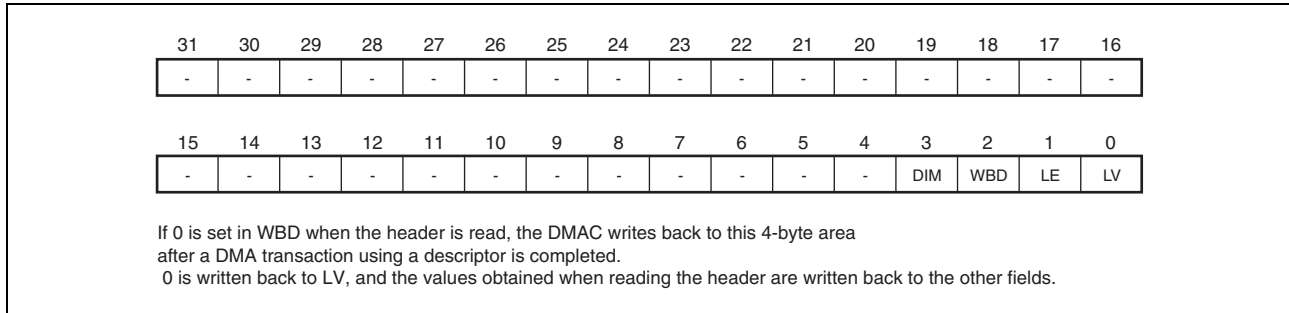 31 30 29 28 27 26 25 24 23 22 21 20 19 18 17 16
- - - - - - - - - - - - - - - -
15 14 13 12 11 10 9 8 7 6 5 4 3 2 1 0
- - - - - - - - - - - - DIM WBD LE LV
If 0 is set in WBD when the header is read, the DMAC writes back to this 4-byte area
after a DMA transaction using a descriptor is completed.
0 is written back to LV, and the values obtained when reading the header are written back to the other fields.